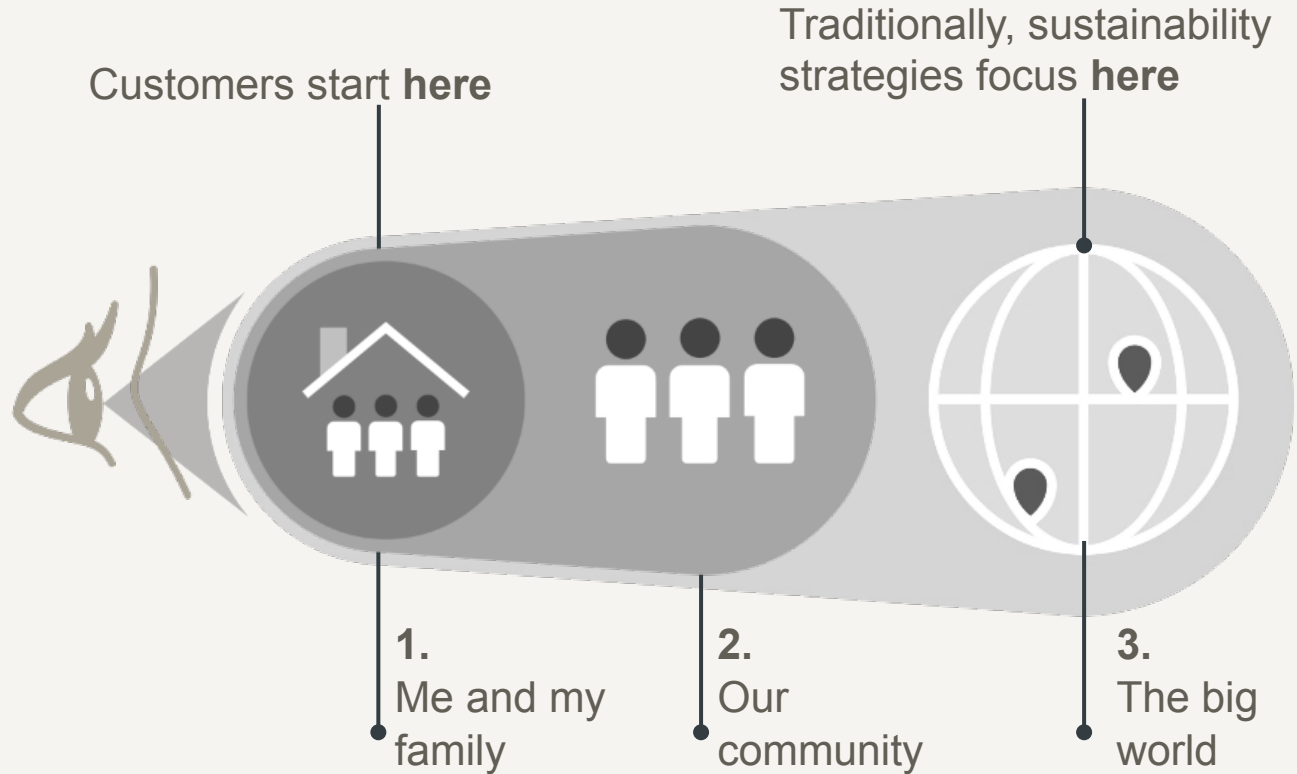 Traditionally, sustainability
strategies focus here
Customers start here
1.
Me and my
family
2.
Our
community
3.
The big
world